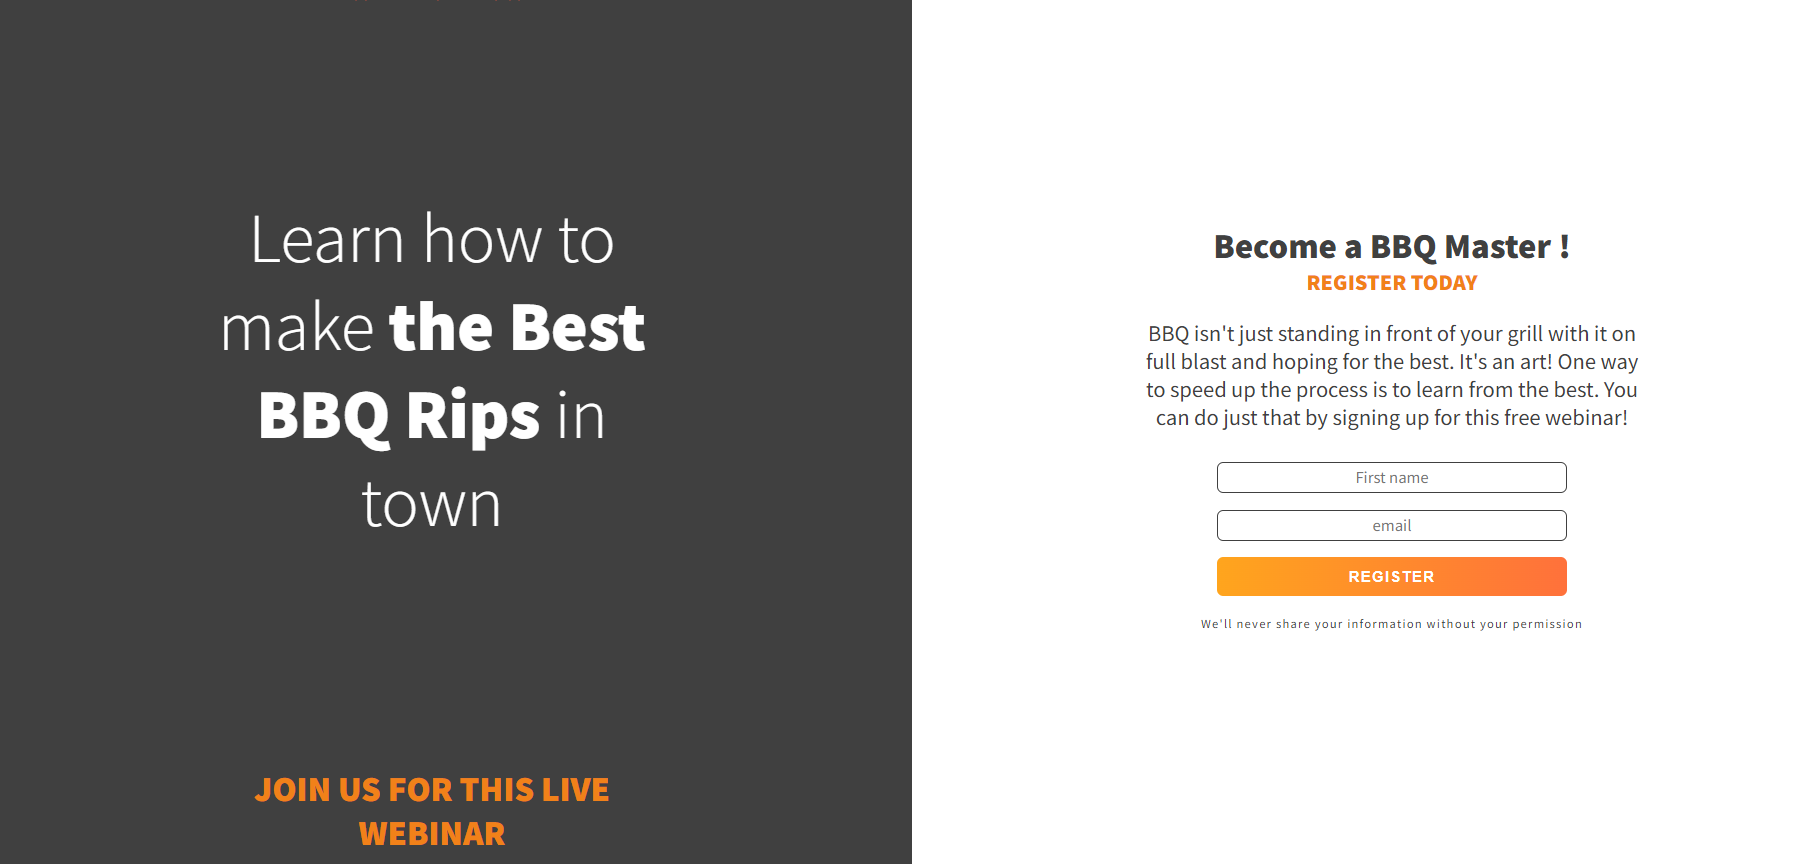 Learn how to
make the Best
BBQ Rips in
town
JOIN US FOR THIS LIVE
WEBINAR
Become a BBQ Master !
REGISTER TODAY
BBQ isn't just standing in front of your grill with it on
full blast and hoping for the best. It's an art! One way
to speed up the process is to learn from the best. You
can do just that by signing up for this free webinar!
First name
email
REGISTER
We'll never share your information without your permission